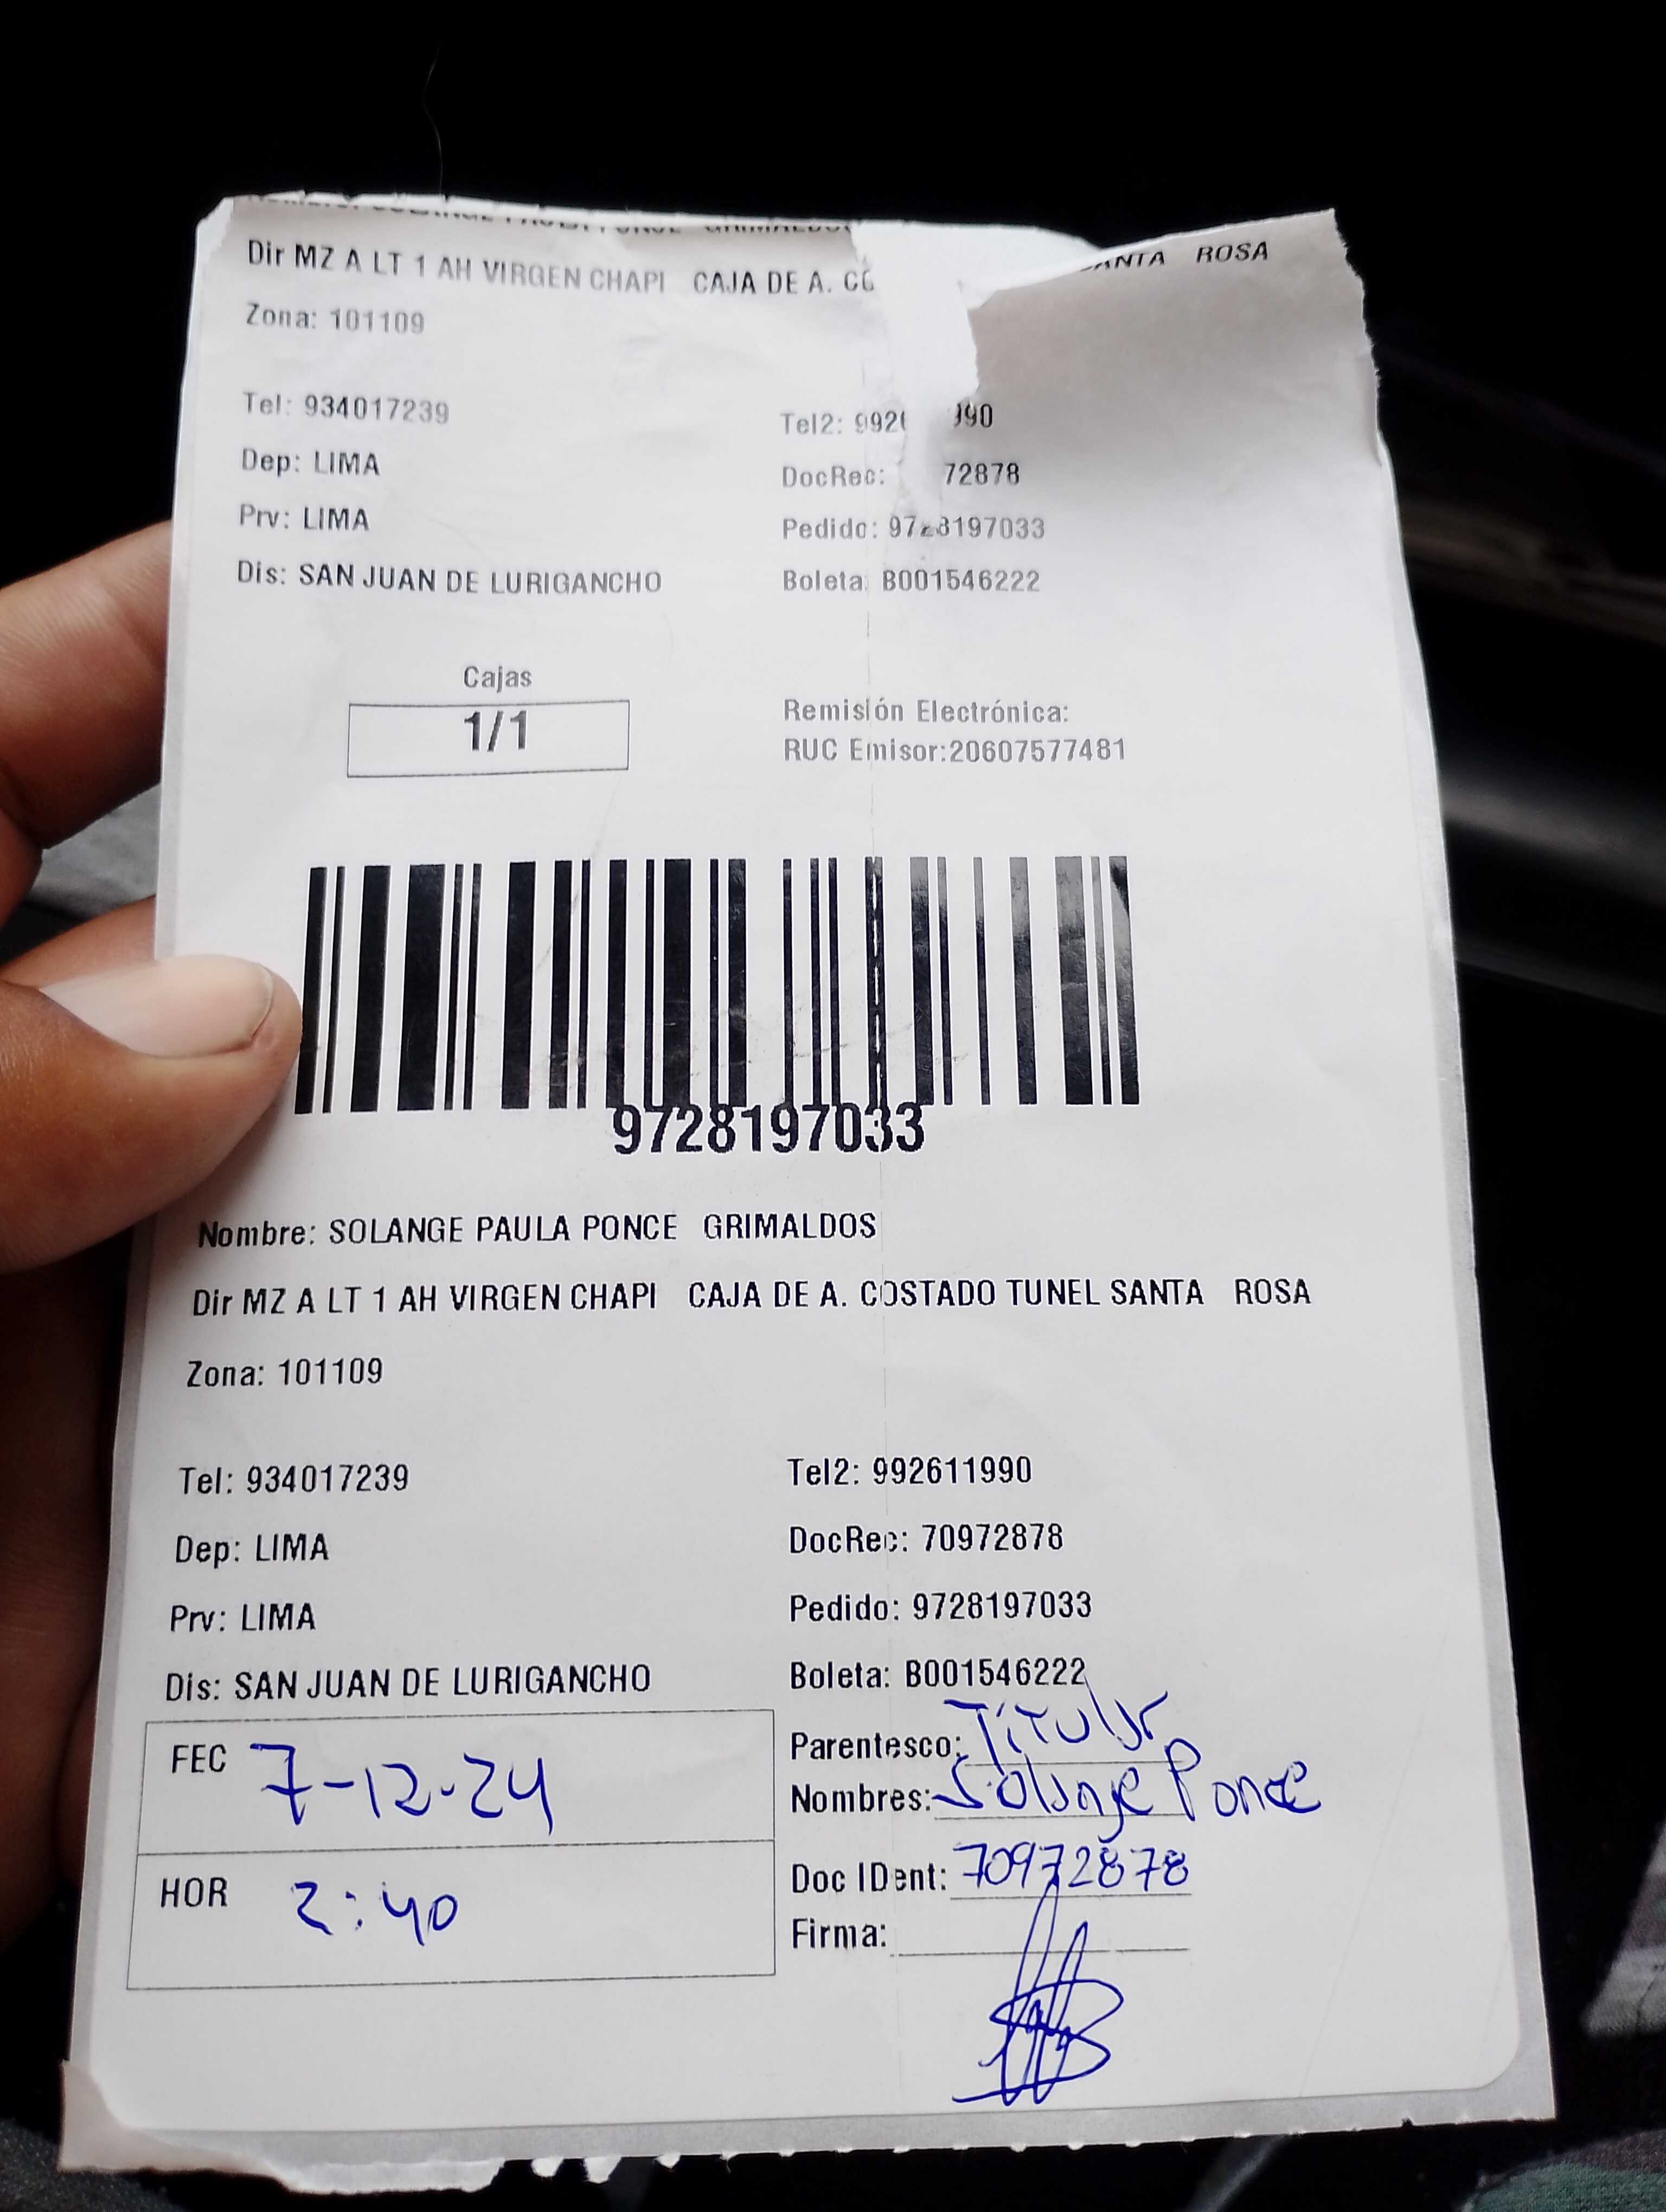 Dir MZ A LT 1 AH VIRGEN CHAPI CAJA DE A. ROSA
Zona: 101109
Tel: 934017239 Tel2: 992 990
Dep: LIMA DocRec: 72878
Prv: LIMA Pedido: 9728197033
Dis: SAN JUAN DE LURIGANCHO Boleta: B001546222
Cajas
1/1
Remisión Electrónica:
RUC Emisor:20607577481
9728197033
Nombre: SOLANGE PAULA PONCE GRIMALDOS
Dir MZ A LT 1 AH VIRGEN CHAPI CAJA DE A. COSTADO TUNEL SANTA ROSA
Zona: 101109
Tel: 934017239 Tel2: 992611990
Dep: LIMA DocRec: 70972878
Prv: LIMA Pedido: 9728197033
Dis: SAN JUAN DE LURIGANCHO Boleta: B001546222
FEC 7-12-24
HOR 2:40
Parentesco: Titular
Nombres: Solange Ponce
Doc IDent: 70972878
Firma: